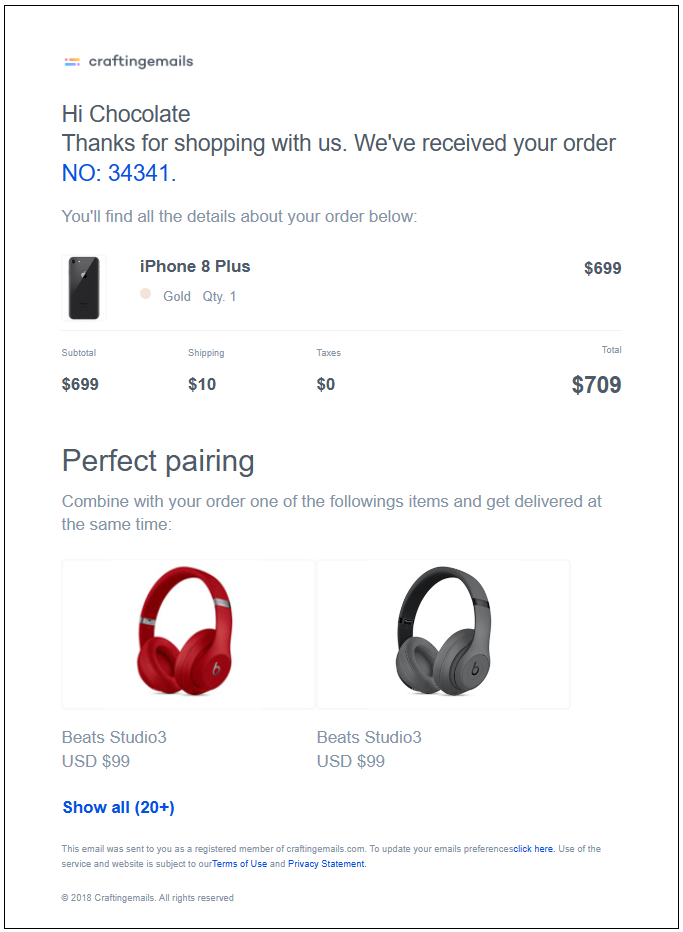 craftingemails
Hi Chocolate
Thanks for shopping with us. We've received your order
NO: 34341.
You'll find all the details about your order below:
iPhone 8 Plus
$699
Gold Qty. 1
Subtotal Shipping Taxes Total
$699 $10 $0 $709
Perfect pairing
Combine with your order one of the followings items and get delivered at
the same time:
Beats Studio3 Beats Studio3
USD $99 USD $99
Show all (20+)
This email was sent to you as a registered member of craftingemails.com. To update your emails preferencesclick here. Use of the
service and website is subject to ourTerms of Use and Privacy Statement.
© 2018 Craftingemails. All rights reserved